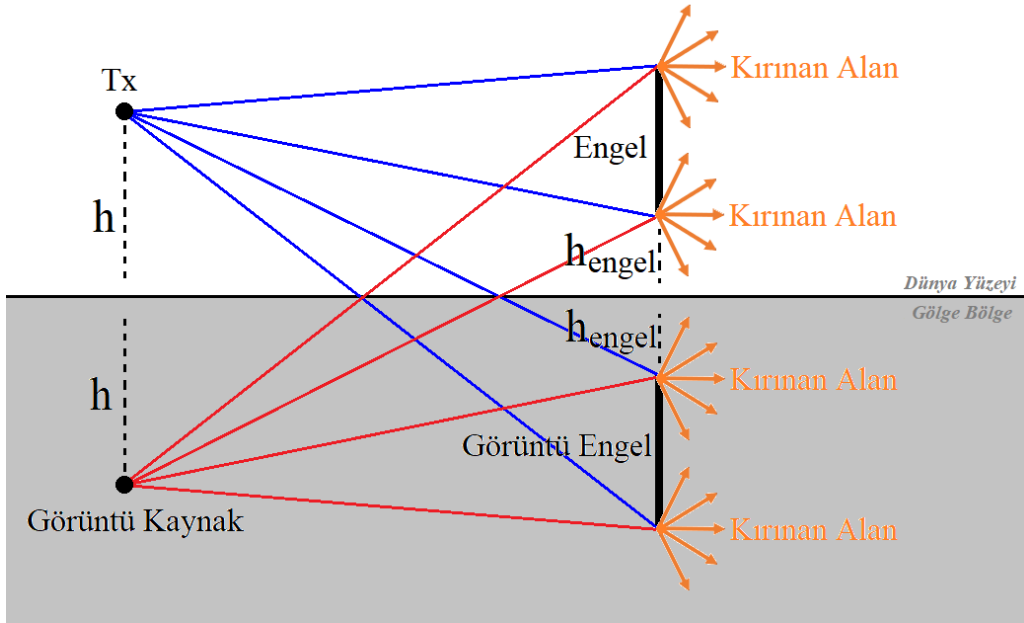 Tx
Kırınan Alan
Engel
h
Kırınan Alan
hengel
Dünya Yüzeyi
Gölge Bölge
hengel
h
Kırınan Alan
Görüntü Engel
Görüntü Kaynak
Kırınan Alan